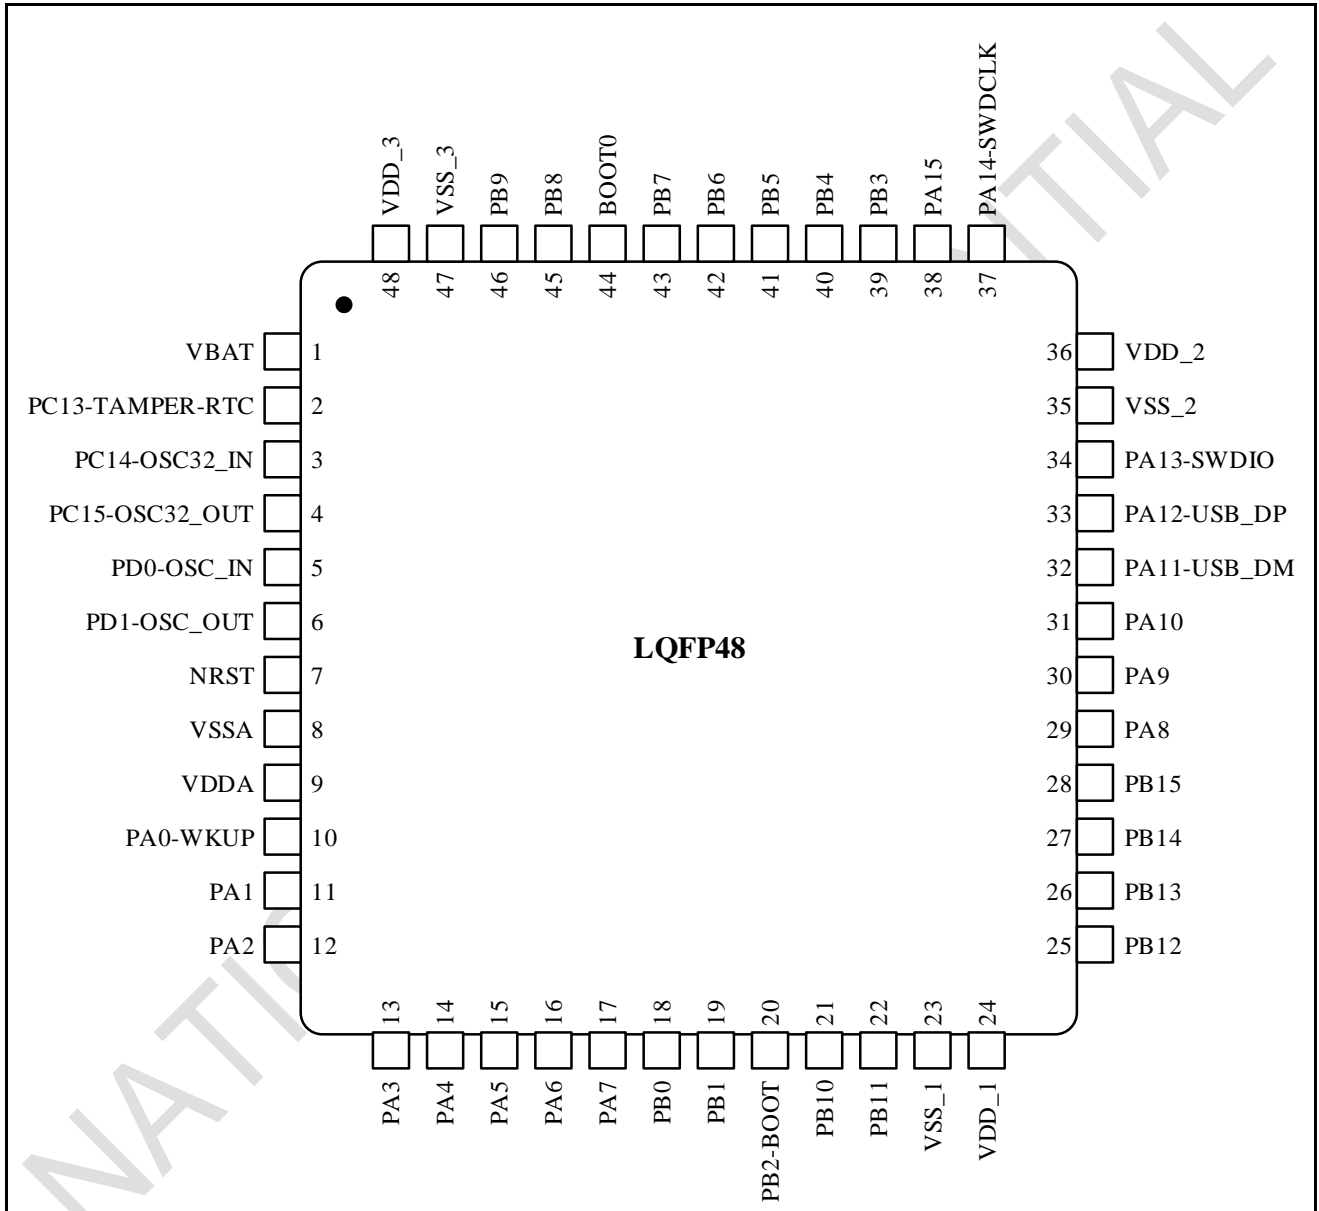 VDD_3
VSS_3
PB9
PB8
BOOT0
PB7
PB6
PB5
PB4
PB3
PA15
PA14-SWDCLK
48
47
46
45
44
43
42
41
40
39
38
37
VBAT 1
PC13-TAMPER-RTC 2
PC14-OSC32_IN 3
PC15-OSC32_OUT 4
PD0-OSC_IN 5
PD1-OSC_OUT 6
NRST 7
VSSA 8
VDDA 9
PA0-WKUP 10
PA1 11
PA2 12
LQFP48
36 VDD_2
35 VSS_2
34 PA13-SWDIO
33 PA12-USB_DP
32 PA11-USB_DM
31 PA10
30 PA9
29 PA8
28 PB15
27 PB14
26 PB13
25 PB12
13
14
15
16
17
18
19
20
21
22
23
24
PA3
PA4
PA5
PA6
PA7
PB0
PB1
PB2-BOOT
PB10
PB11
VSS_1
VDD_1